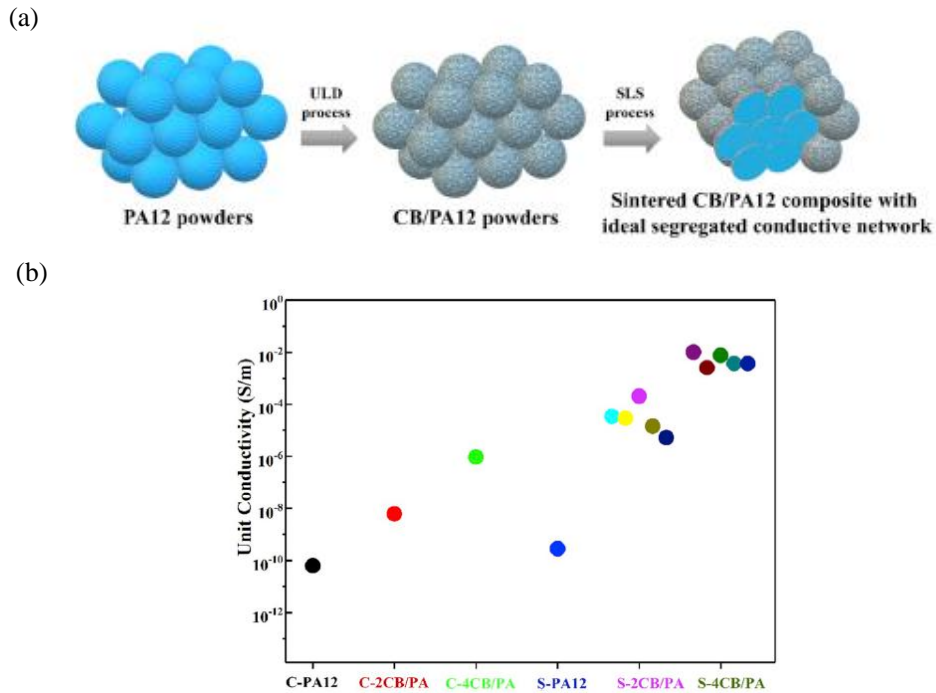 (a)
ULD
process
SLS
process
PA12 powders
CB/PA12 powders
Sintered CB/PA12 composite with
ideal segregated conductive network
(b)
Unit Conductivity (S/m)
10⁰
10⁻²
10⁻⁴
10⁻⁶
10⁻⁸
10⁻¹⁰
10⁻¹²
C-PA12 C-2CB/PA C-4CB/PA S-PA12 S-2CB/PA S-4CB/PA